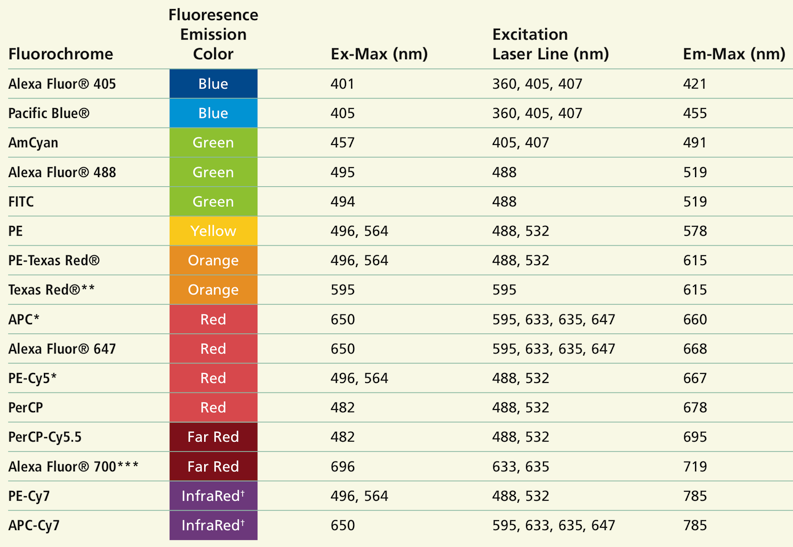 Fluorochrome Fluoresence Emission Color Ex-Max (nm) Excitation Laser Line (nm) Em-Max (nm)
Alexa Fluor® 405 Blue 401 360, 405, 407 421
Pacific Blue® Blue 405 360, 405, 407 455
AmCyan Green 457 405, 407 491
Alexa Fluor® 488 Green 495 488 519
FITC Green 494 488 519
PE Yellow 496, 564 488, 532 578
PE-Texas Red® Orange 496, 564 488, 532 615
Texas Red®** Orange 595 595 615
APC* Red 650 595, 633, 635, 647 660
Alexa Fluor® 647 Red 650 595, 633, 635, 647 668
PE-Cy5* Red 496, 564 488, 532 667
PerCP Red 482 488, 532 678
PerCP-Cy5.5 Far Red 482 488, 532 695
Alexa Fluor® 700*** Far Red 696 633, 635 719
PE-Cy7 InfraRed† 496, 564 488, 532 785
APC-Cy7 InfraRed† 650 595, 633, 635, 647 785